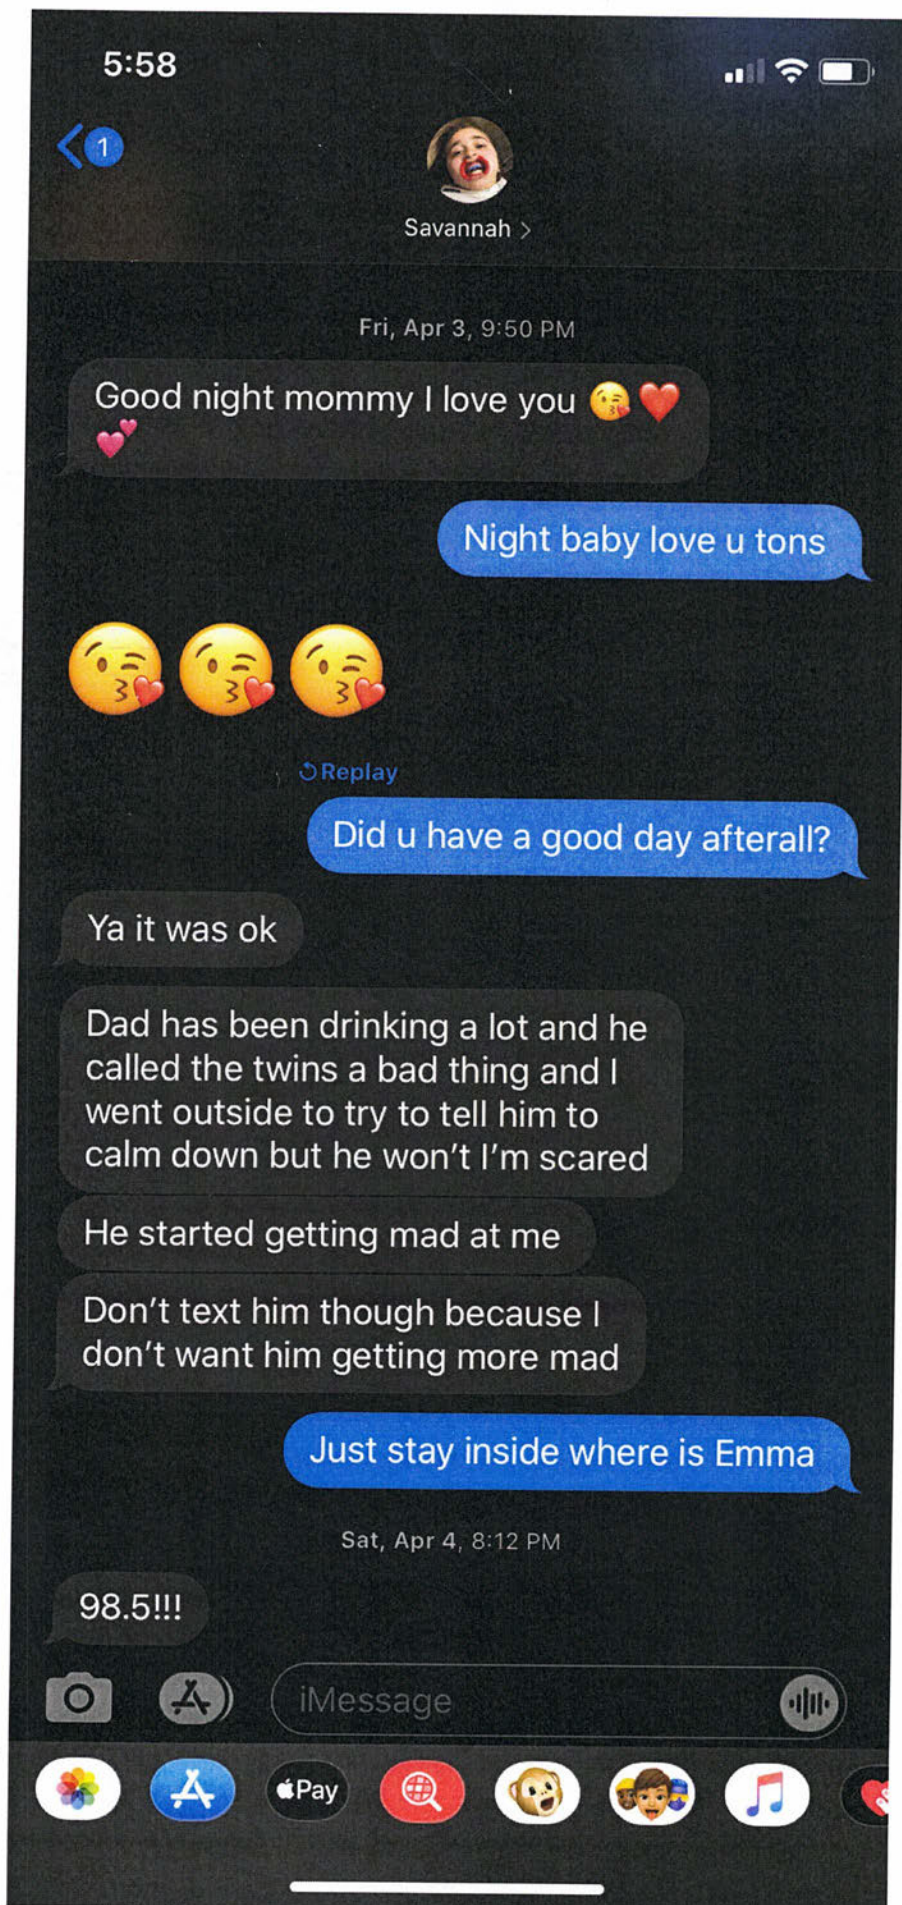 5:58
1
Savannah >
Fri, Apr 3, 9:50 PM
Good night mommy I love you 😘❤️
💕
Night baby love u tons
😘😘😘
Replay
Did u have a good day afterall?
Ya it was ok
Dad has been drinking a lot and he
called the twins a bad thing and I
went outside to try to tell him to
calm down but he won't I'm scared
He started getting mad at me
Don't text him though because I
don't want him getting more mad
Just stay inside where is Emma
Sat, Apr 4, 8:12 PM
98.5!!!
iMessage
Pay